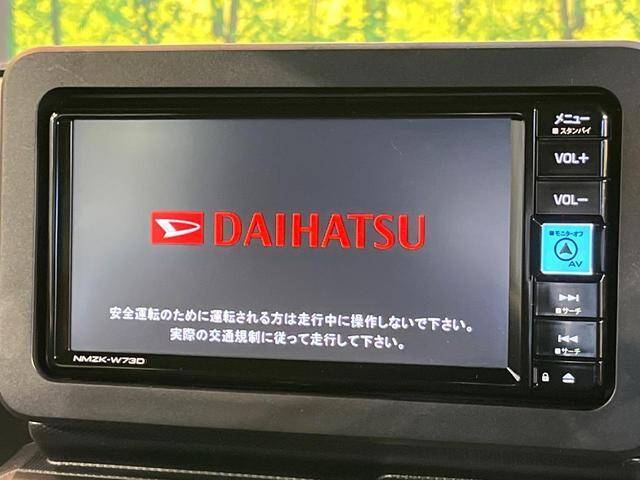 DAIHATSU
安全運転のために運転される方は走行中に操作しないで下さい。
実際の交通規制に従って走行して下さい。
NMZK-W73D
メニュー
スタンバイ
VOL+
VOL−
モニターオフ
AV
サーチ
サーチ